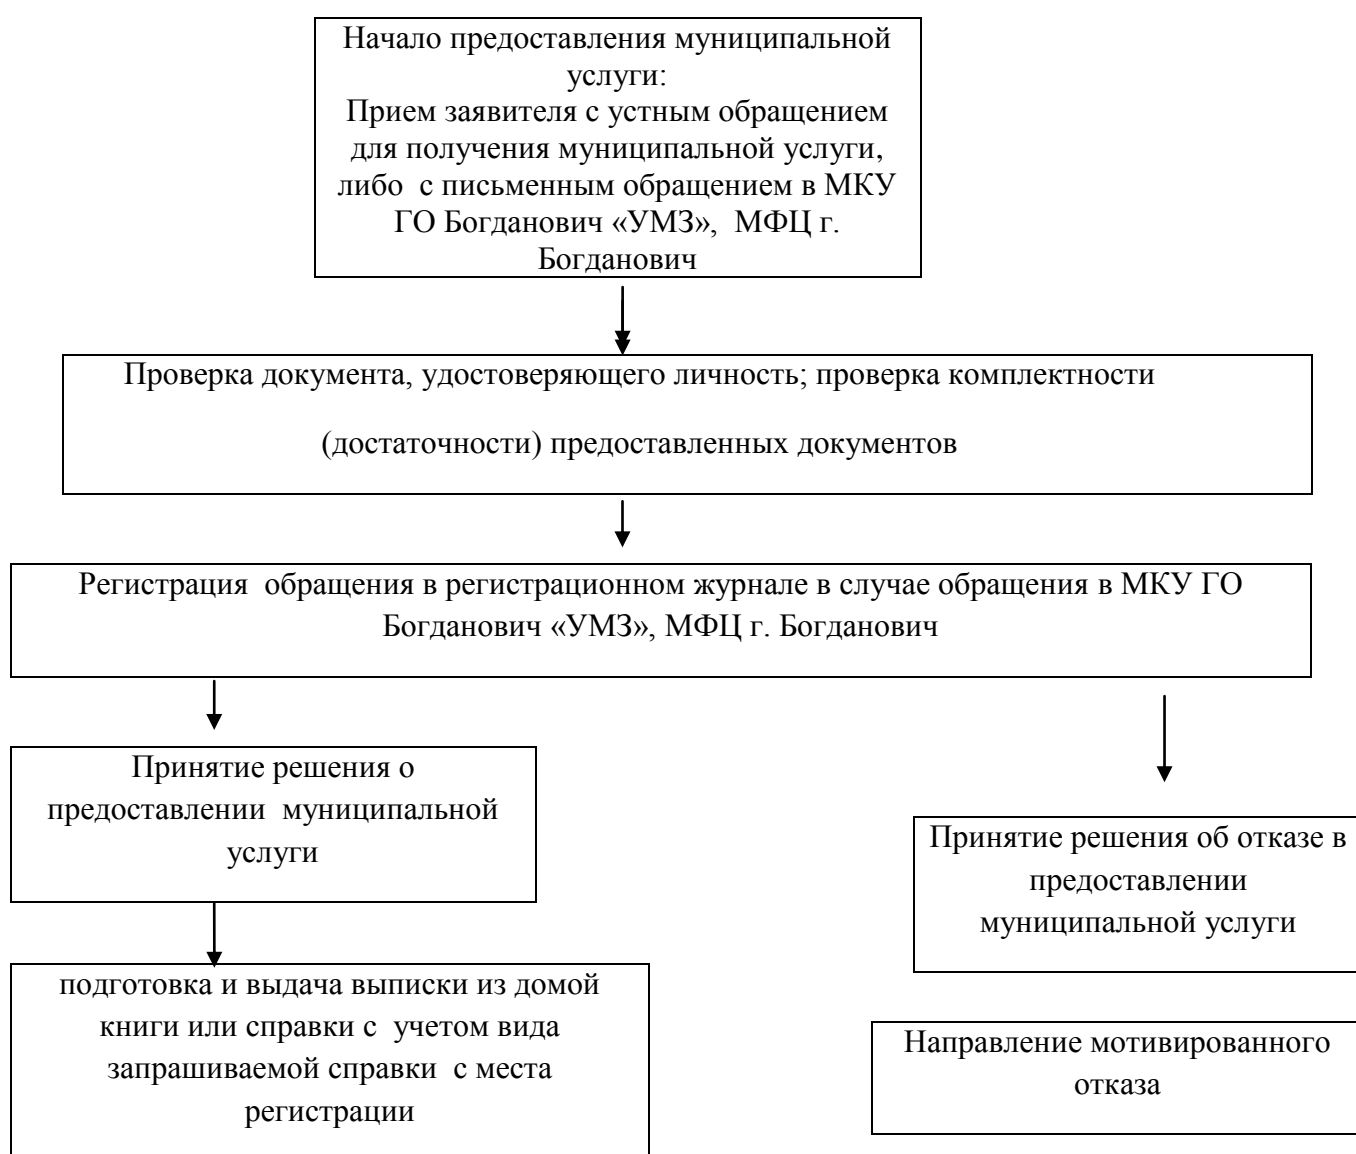 Начало предоставления муниципальной
услуги:
Прием заявителя с устным обращением
для получения муниципальной услуги,
либо с письменным обращением в МКУ
ГО Богданович «УМЗ», МФЦ г.
Богданович
Проверка документа, удостоверяющего личность; проверка комплектности
(достаточности) предоставленных документов
Регистрация обращения в регистрационном журнале в случае обращения в МКУ ГО
Богданович «УМЗ», МФЦ г. Богданович
Принятие решения о
предоставлении муниципальной
услуги
Принятие решения об отказе в
предоставлении
муниципальной услуги
подготовка и выдача выписки из домой
книги или справки с учетом вида
запрашиваемой справки с места
регистрации
Направление мотивированного
отказа